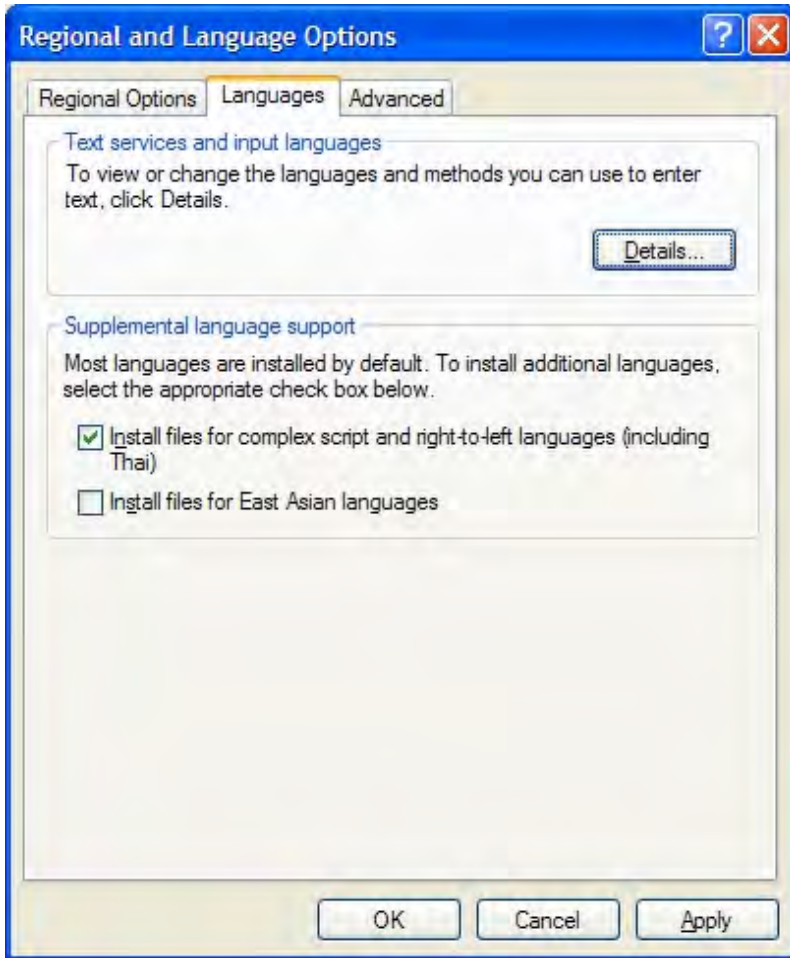 Regional and Language Options
Regional Options Languages Advanced
Text services and input languages
To view or change the languages and methods you can use to enter
text, click Details.
Details...
Supplemental language support
Most languages are installed by default. To install additional languages,
select the appropriate check box below.
Install files for complex script and right-to-left languages (including
Thai)
Install files for East Asian languages
OK Cancel Apply